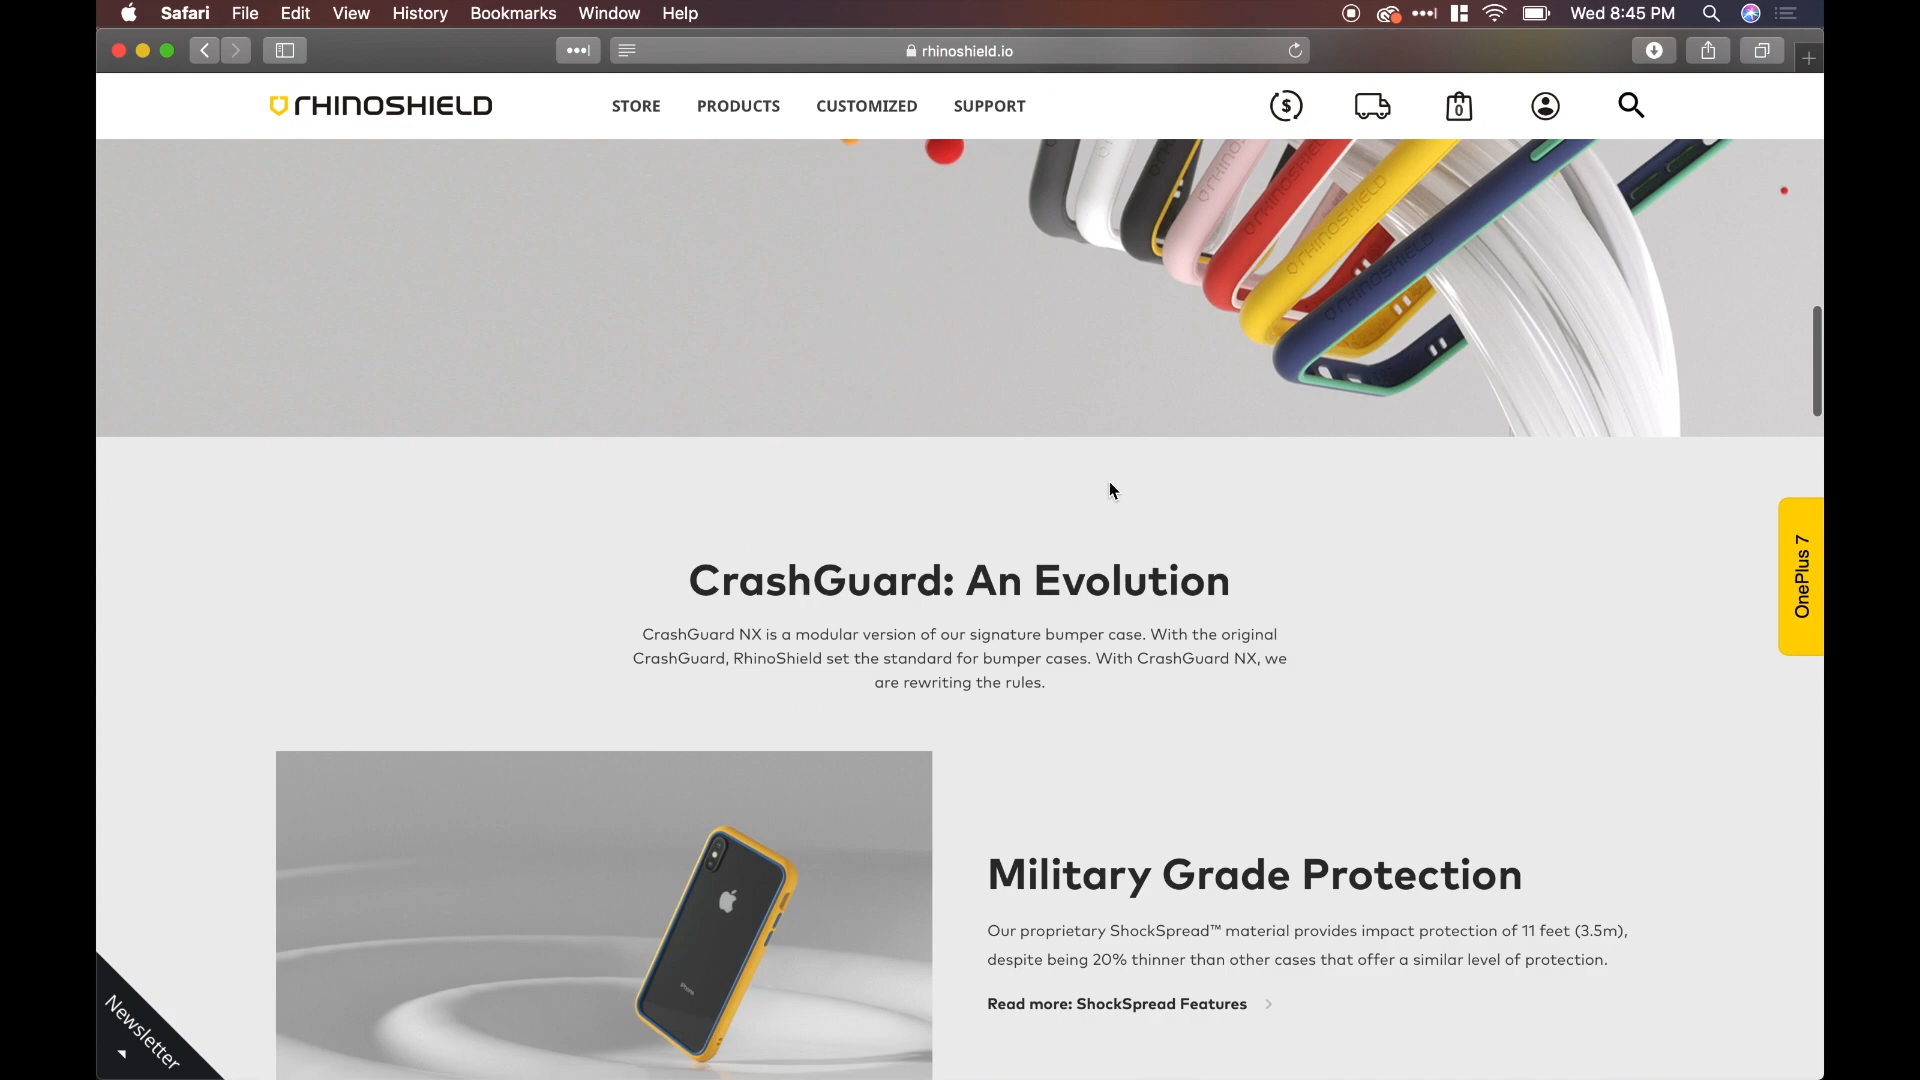 Safari File Edit View History Bookmarks Window Help Wed 8:45 PM
rhinoshield.io
RHINOSHIELD STORE PRODUCTS CUSTOMIZED SUPPORT $ 0
RHINOSHIELD
RHINOSHIELD
RHINOSHIELD
OnePlus 7
CrashGuard: An Evolution
CrashGuard NX is a modular version of our signature bumper case. With the original
CrashGuard, RhinoShield set the standard for bumper cases. With CrashGuard NX, we
are rewriting the rules.
Military Grade Protection
Our proprietary ShockSpread™ material provides impact protection of 11 feet (3.5m),
despite being 20% thinner than other cases that offer a similar level of protection.
Read more: ShockSpread Features
iPhone
Newsletter